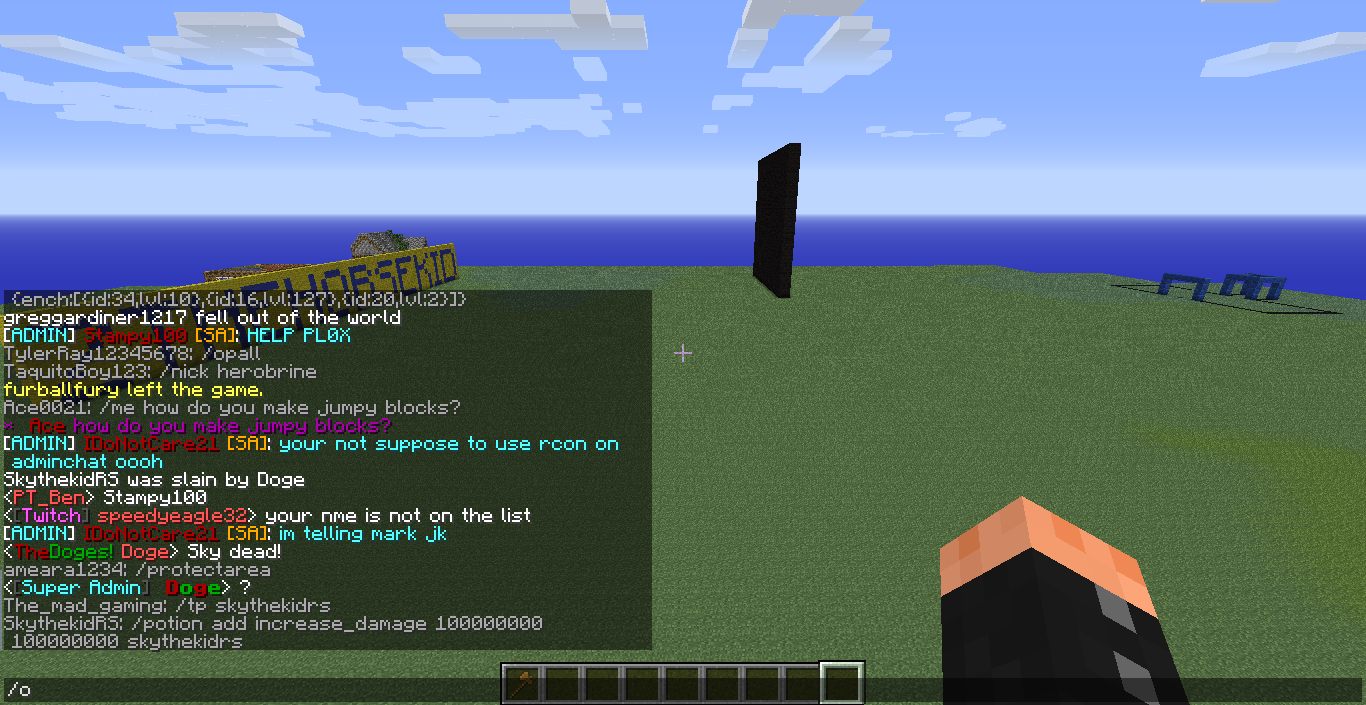 {ench:[{id:34,lvl:10},{id:16,lvl:127},{id:20,lvl:2}]}
greggardiner1217 fell out of the world
[ADMIN] Stampy100 [SA]: HELP PL0X
TylerRay12345678: /opall
TaquitoBoy123: /nick herobrine
furballfury left the game.
Ace0021: /me how do you make jumpy blocks?
* Ace how do you make jumpy blocks?
[ADMIN] IDoNotCare21 [SA]: your not suppose to use rcon on
adminchat oooh
SkythekidRS was slain by Doge
<PT_Ben> Stampy100
<[Twitch] speedyeagle32> your nme is not on the list
[ADMIN] IDoNotCare21 [SA]: im telling mark jk
<TheDoges! Doge> Sky dead!
ameara1234: /protectarea
<[Super Admin] Doge> ?
The_mad_gaming: /tp skythekidrs
SkythekidRS: /potion add increase_damage 100000000
100000000 skythekidrs
/o